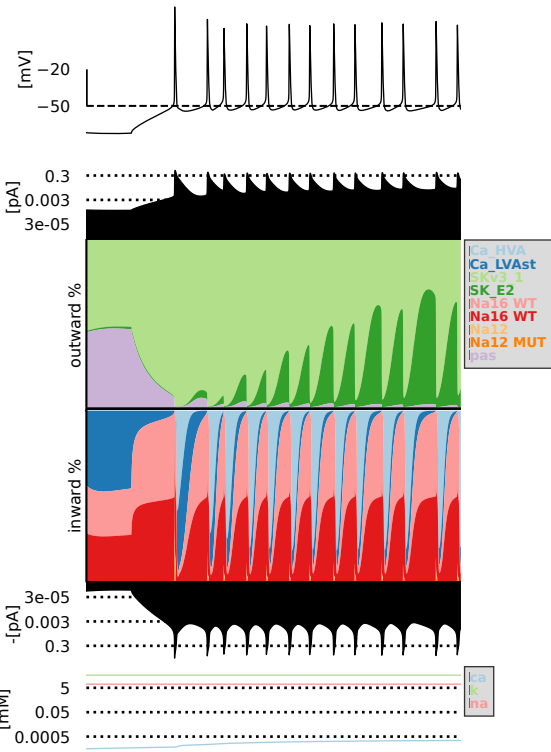 [mV]
−20
−50
[pA]
0.3
0.003
3e-05
outward %
Ca_HVA
Ca_LVAst
SKv3_1
SK_E2
Na16 WT
Na16 WT
Na12
Na12 MUT
pas
inward %
-[pA]
3e-05
0.003
0.3
[mM]
5
0.05
0.0005
ca
k
na